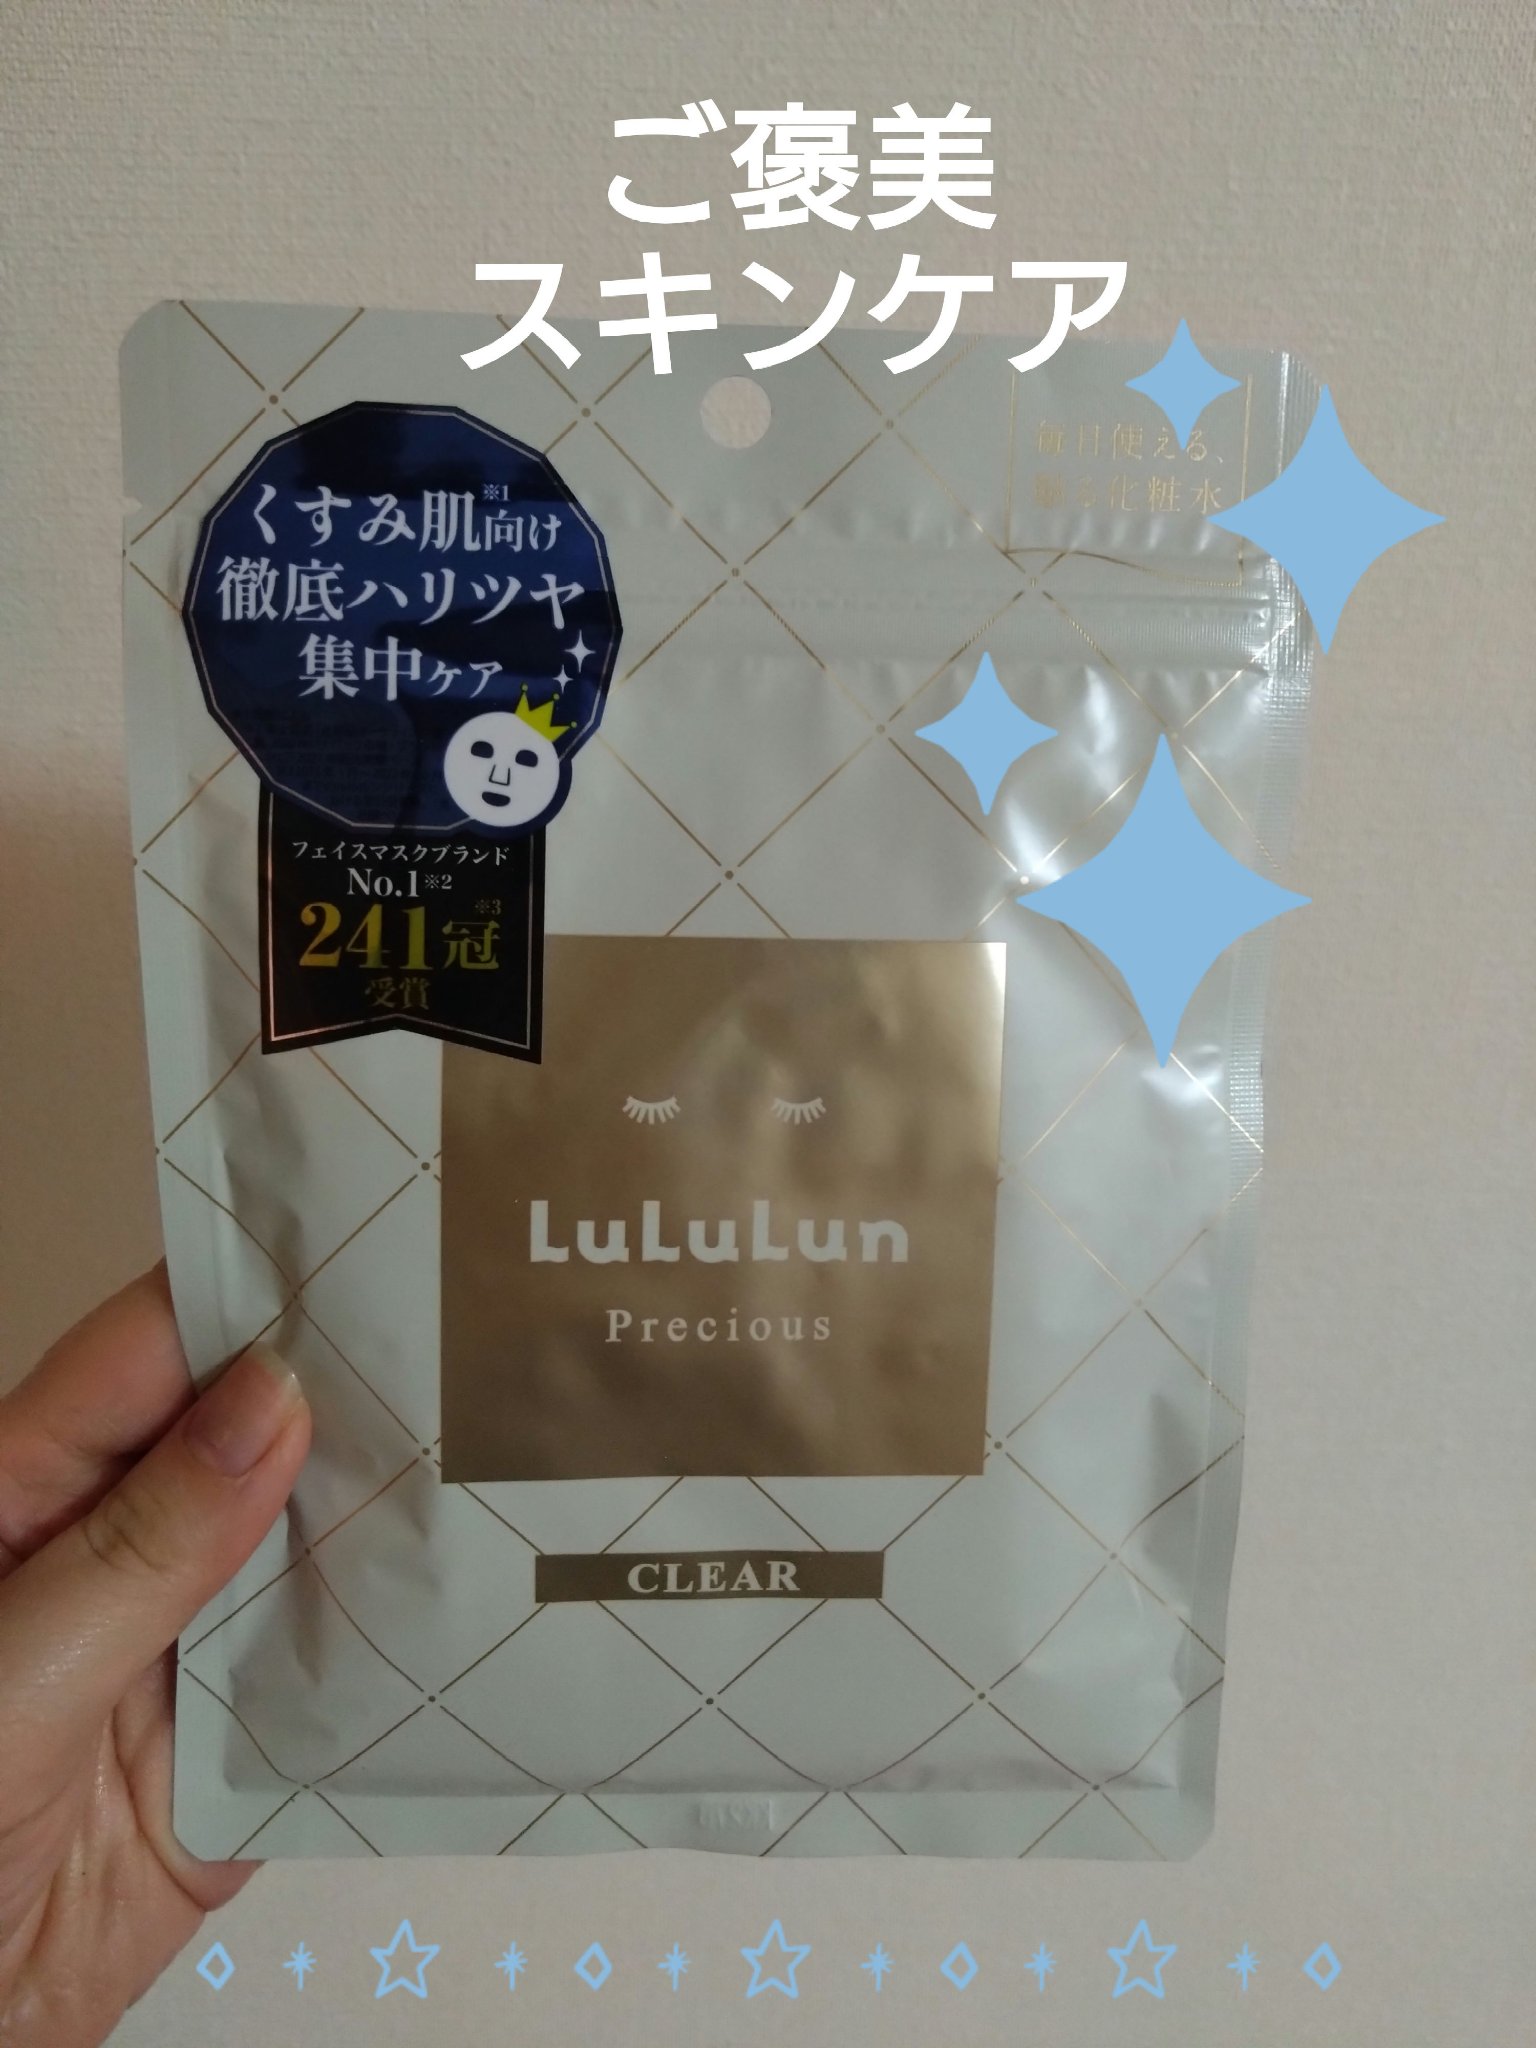 ご褒美
スキンケア
毎日使える、
貼る化粧水
くすみ肌※1向け
徹底ハリツヤ
集中ケア
フェイスマスクブランド
No.1※2
241冠※3
受賞
LuLuLun
Precious
CLEAR